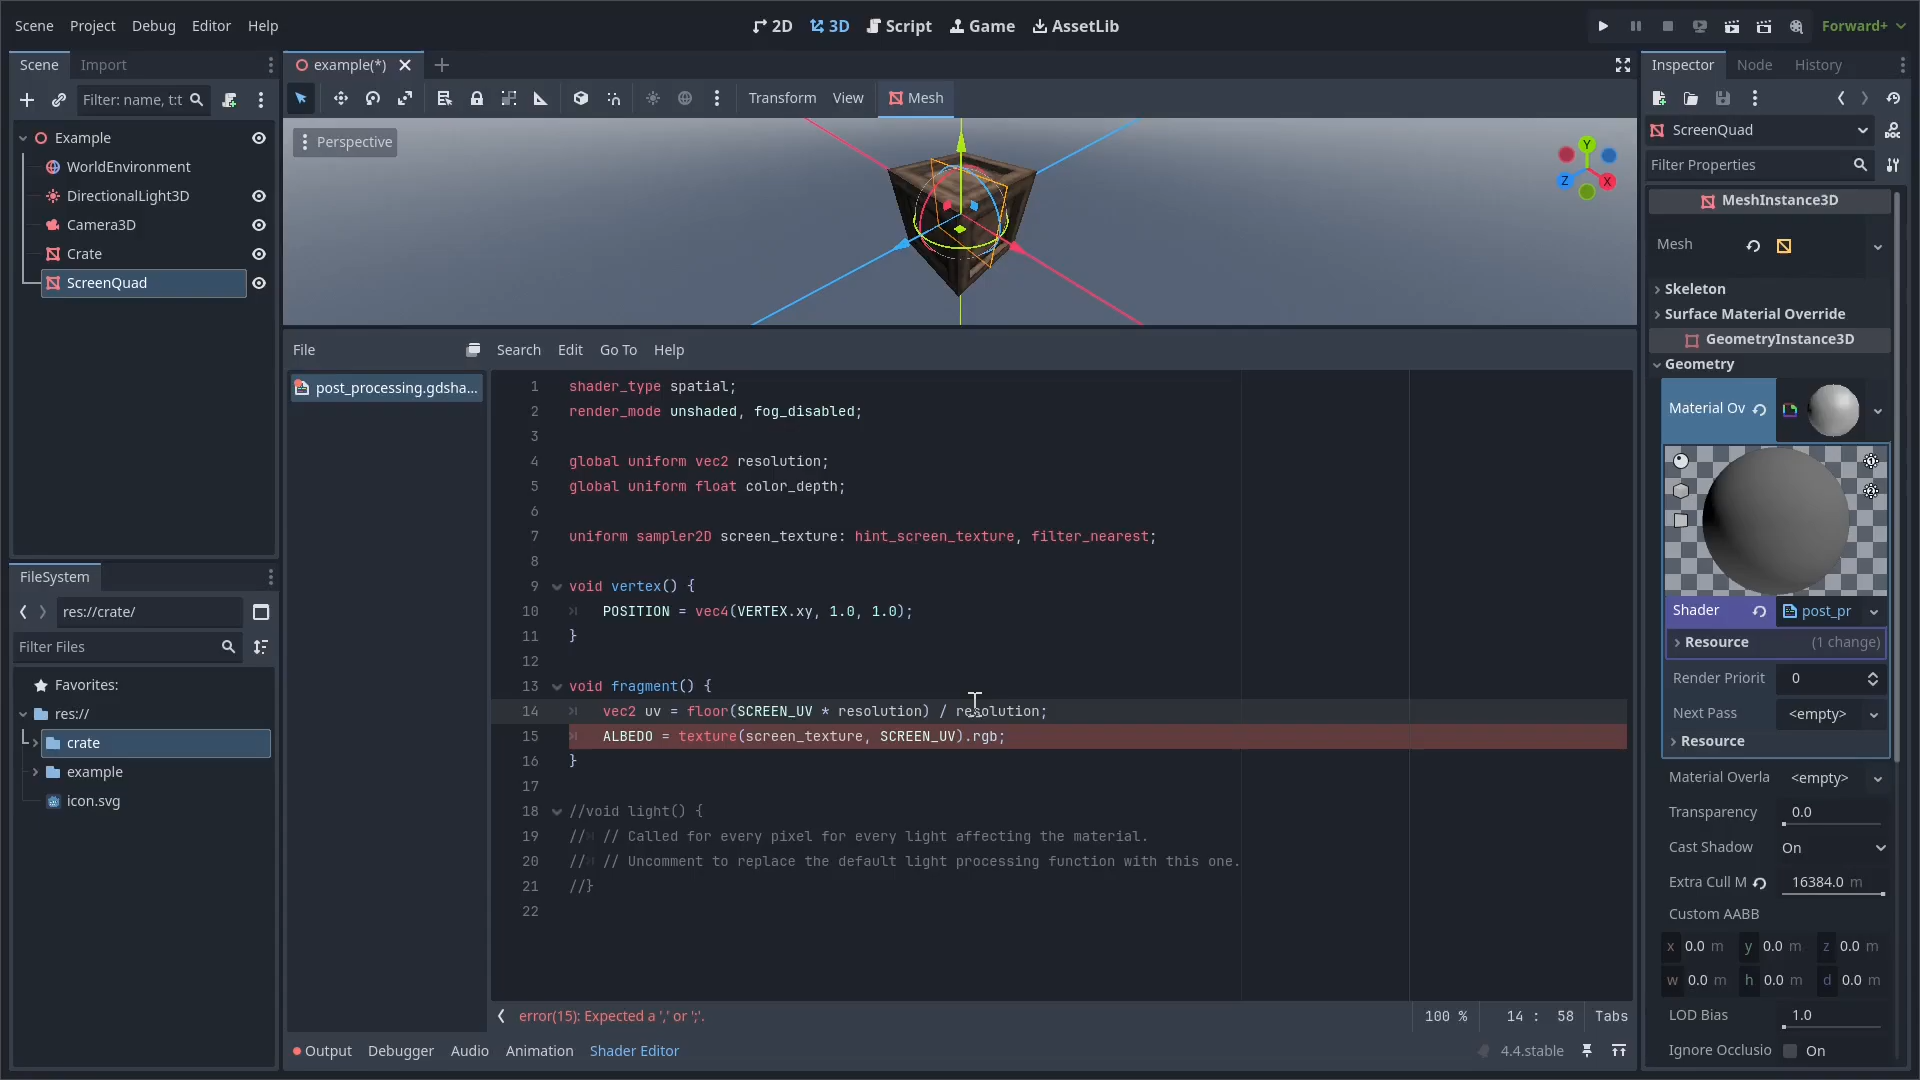 Scene Project Debug Editor Help
2D 3D Script Game AssetLib
Forward+
Scene Import
Filter: name, t:t
Example
WorldEnvironment
DirectionalLight3D
Camera3D
Crate
ScreenQuad
FileSystem
res://crate/
Filter Files
Favorites:
res://
crate
example
icon.svg
example(*)
Transform View Mesh
Perspective
Y
Z X
File
post_processing.gdsha...
Search Edit Go To Help
1 shader_type spatial;
2 render_mode unshaded, fog_disabled;
3
4 global uniform vec2 resolution;
5 global uniform float color_depth;
6
7 uniform sampler2D screen_texture: hint_screen_texture, filter_nearest;
8
9 void vertex() {
10 POSITION = vec4(VERTEX.xy, 1.0, 1.0);
11 }
12
13 void fragment() {
14 vec2 uv = floor(SCREEN_UV * resolution) / resolution;
15 ALBEDO = texture(screen_texture, SCREEN_UV).rgb;
16 }
17
18 //void light() {
19 // // Called for every pixel for every light affecting the material.
20 // // Uncomment to replace the default light processing function with this one.
21 //}
22
error(15): Expected a ',' or ';'.
100 % 14 : 58 Tabs
Output Debugger Audio Animation Shader Editor
4.4.stable
Inspector Node History
ScreenQuad
DOC
Filter Properties
MeshInstance3D
Mesh
Skeleton
Surface Material Override
GeometryInstance3D
Geometry
Material Ov
Shader post_pr
Resource (1 change)
Render Priorit 0
Next Pass <empty>
Resource
Material Overla <empty>
Transparency 0.0
Cast Shadow On
Extra Cull M 16384.0 m
Custom AABB
x 0.0 m y 0.0 m z 0.0 m
w 0.0 m h 0.0 m d 0.0 m
LOD Bias 1.0
Ignore Occlusio On